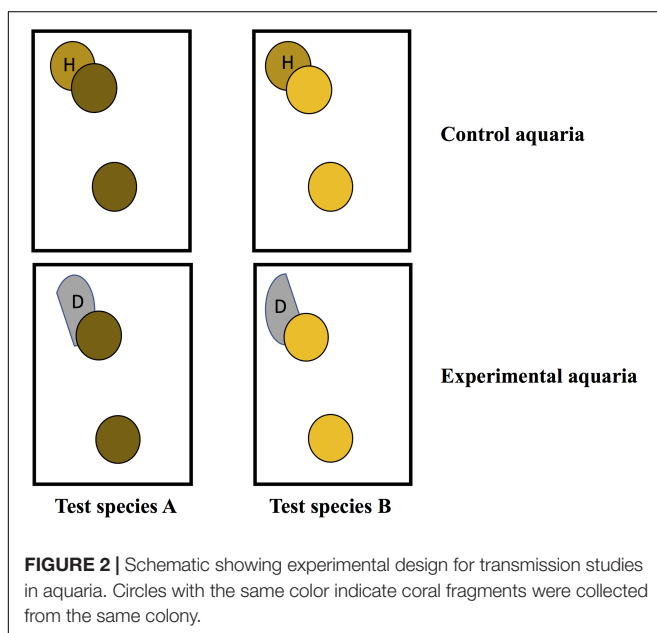 H
H
Control aquaria
D
D
Experimental aquaria
Test species A
Test species B
FIGURE 2 | Schematic showing experimental design for transmission studies
in aquaria. Circles with the same color indicate coral fragments were collected
from the same colony.